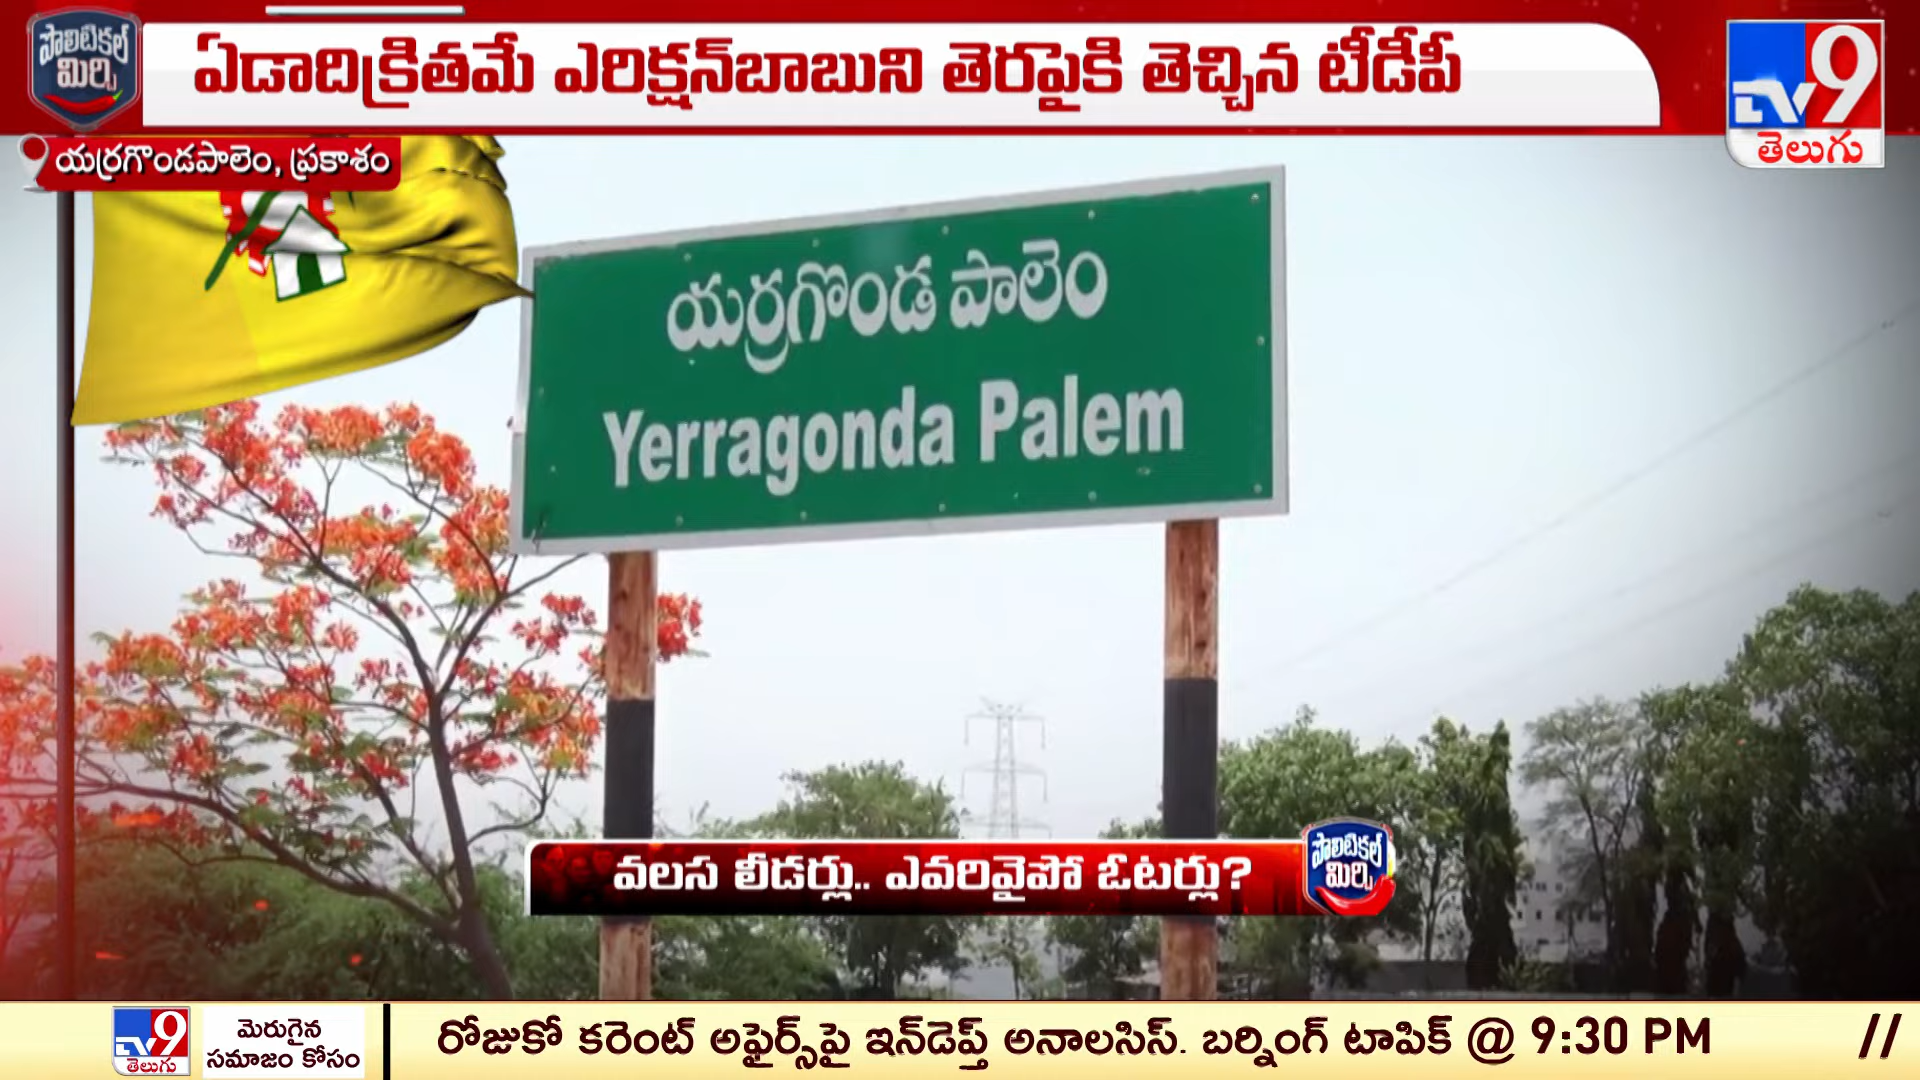 పొలిటికల్
మిర్చి
ఏడాదిక్రితమే ఎరిక్షన్‌బాబుని తెరపైకి తెచ్చిన టీడీపీ
TV9
తెలుగు
యర్రగొండపాలెం, ప్రకాశం
యర్రగొండ పాలెం
Yerragonda Palem
వలస లీడర్లు.. ఎవరివైపో ఓటర్లు?
పొలిటికల్
మిర్చి
TV9
తెలుగు
మెరుగైన
సమాజం కోసం
రోజుకో కరెంట్ అఫైర్స్‌పై ఇన్‌డెప్త్ అనాలసిస్. బర్నింగ్ టాపిక్ @ 9:30 PM //